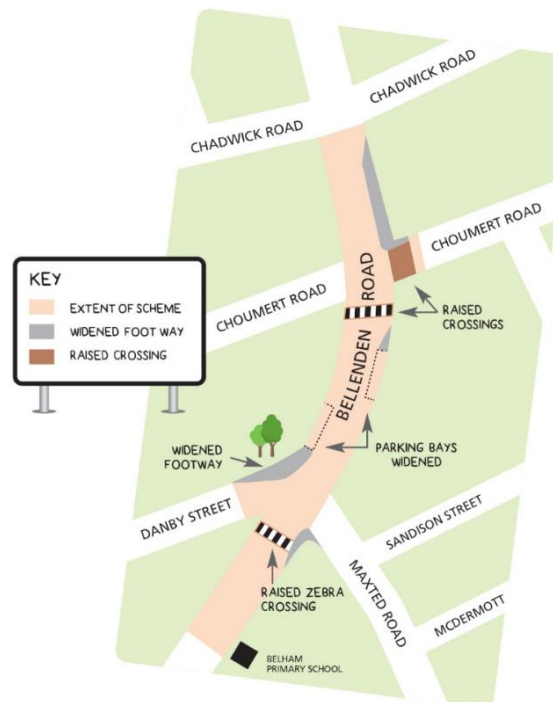 CHADWICK ROAD
CHADWICK ROAD
CHOUMERT ROAD
KEY
EXTENT OF SCHEME
WIDENED FOOT WAY
RAISED CROSSING
CHOUMERT ROAD
BELLENDEN ROAD
RAISED
CROSSINGS
PARKING BAYS
WIDENED
WIDENED
FOOTWAY
DANBY STREET
SANDISON STREET
RAISED ZEBRA
CROSSING
MAXTED ROAD
MCDERMOTT
BELHAM
PRIMARY SCHOOL